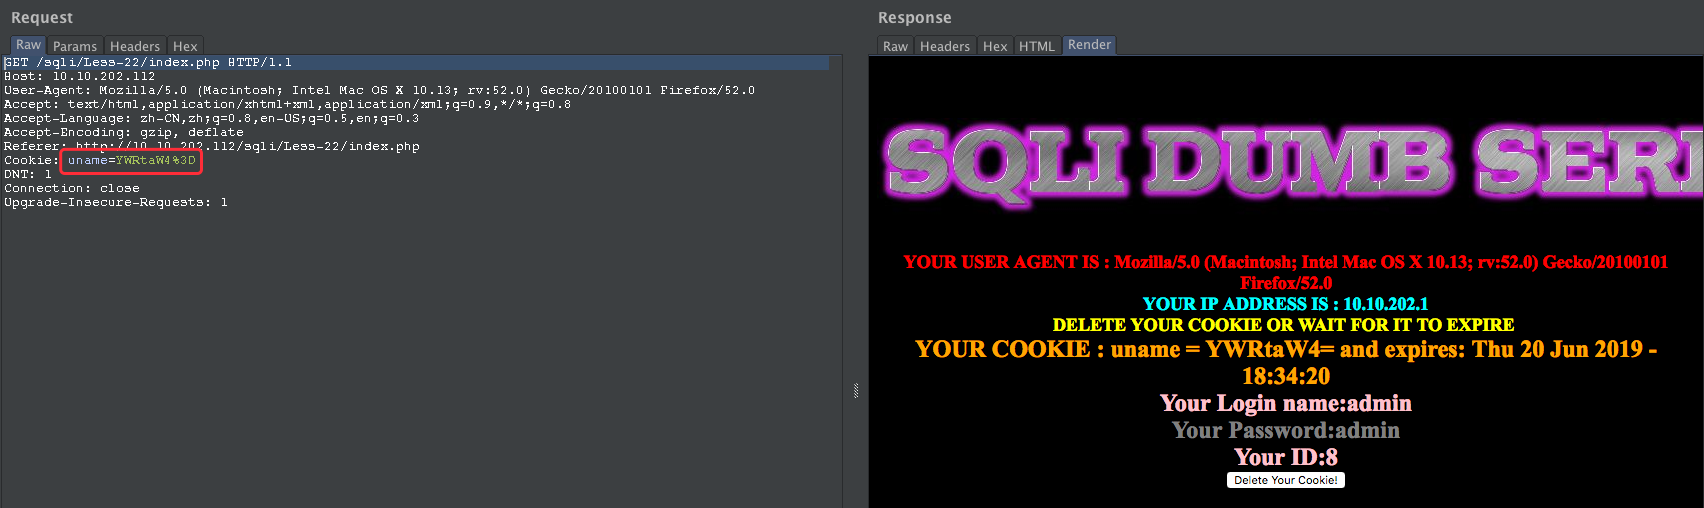 Request
Raw Params Headers Hex
GET /sqli/Less-22/index.php HTTP/1.1
Host: 10.10.202.112
User-Agent: Mozilla/5.0 (Macintosh; Intel Mac OS X 10.13; rv:52.0) Gecko/20100101 Firefox/52.0
Accept: text/html,application/xhtml+xml,application/xml;q=0.9,*/*;q=0.8
Accept-Language: zh-CN,zh;q=0.8,en-US;q=0.5,en;q=0.3
Accept-Encoding: gzip, deflate
Referer: http://10.10.202.112/sqli/Less-22/index.php
Cookie: uname=YWRtaW4%3D
DNT: 1
Connection: close
Upgrade-Insecure-Requests: 1
Response
Raw Headers Hex HTML Render
SQLI DUMB SERI
YOUR USER AGENT IS : Mozilla/5.0 (Macintosh; Intel Mac OS X 10.13; rv:52.0) Gecko/20100101
Firefox/52.0
YOUR IP ADDRESS IS : 10.10.202.1
DELETE YOUR COOKIE OR WAIT FOR IT TO EXPIRE
YOUR COOKIE : uname = YWRtaW4= and expires: Thu 20 Jun 2019 -
18:34:20
Your Login name:admin
Your Password:admin
Your ID:8
Delete Your Cookie!